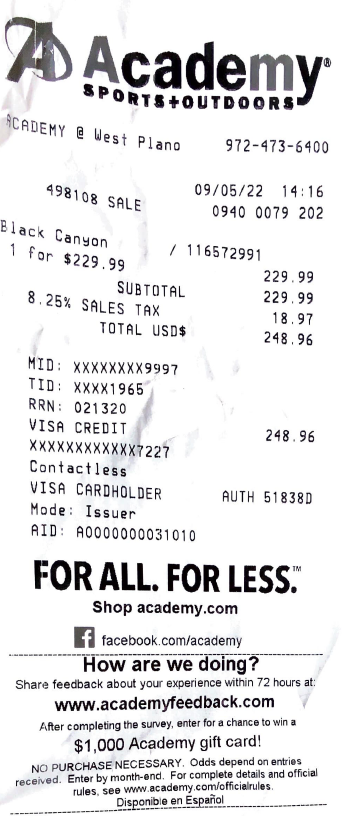 Academy®
SPORTS+OUTDOORS
ACADEMY @ West Plano 972-473-6400
498108 SALE 09/05/22 14:16
0940 0079 202
Black Canyon / 116572991
1 for $229.99 229.99
SUBTOTAL 229.99
8.25% SALES TAX 18.97
TOTAL USD$ 248.96
MID: XXXXXXXX9997
TID: XXXX1965
RRN: 021320
VISA CREDIT 248.96
XXXXXXXXXXXX7227
Contactless
VISA CARDHOLDER AUTH 51838D
Mode: Issuer
AID: A0000000031010
FOR ALL. FOR LESS.™
Shop academy.com
f facebook.com/academy
How are we doing?
Share feedback about your experience within 72 hours at:
www.academyfeedback.com
After completing the survey, enter for a chance to win a
$1,000 Academy gift card!
NO PURCHASE NECESSARY. Odds depend on entries
received. Enter by month-end. For complete details and official
rules, see www.academy.com/officialrules.
Disponible en Español